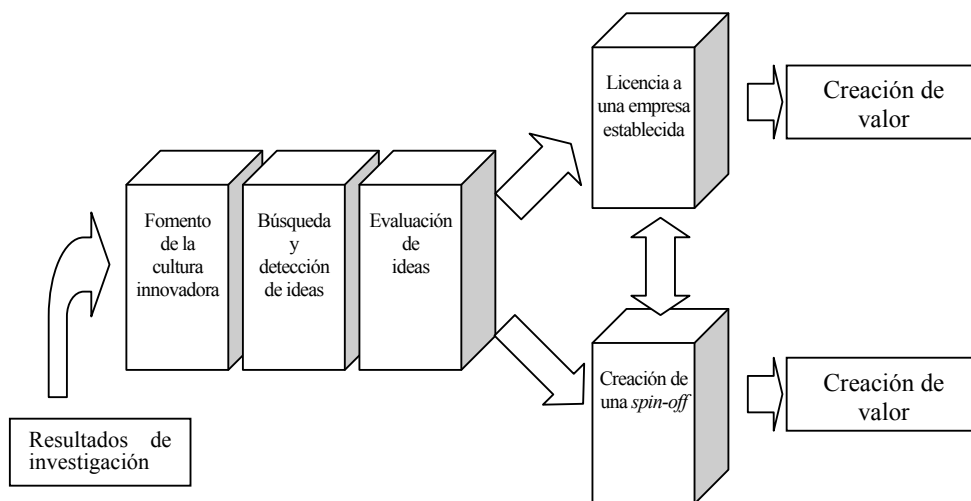 Resultados de
investigación
Fomento
de la
cultura
innovadora
Búsqueda
y
detección
de ideas
Evaluación
de
ideas
Licencia a
una empresa
establecida
Creación de
valor
Creación de
una spin-off
Creación de
valor